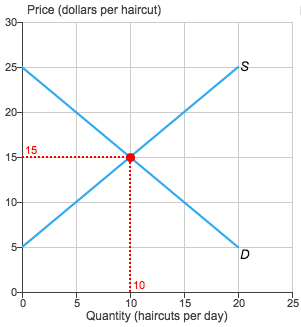 Price (dollars per haircut)
30
25
S
20
15
15
10
5
D
10
0
0 5 10 15 20 25
Quantity (haircuts per day)